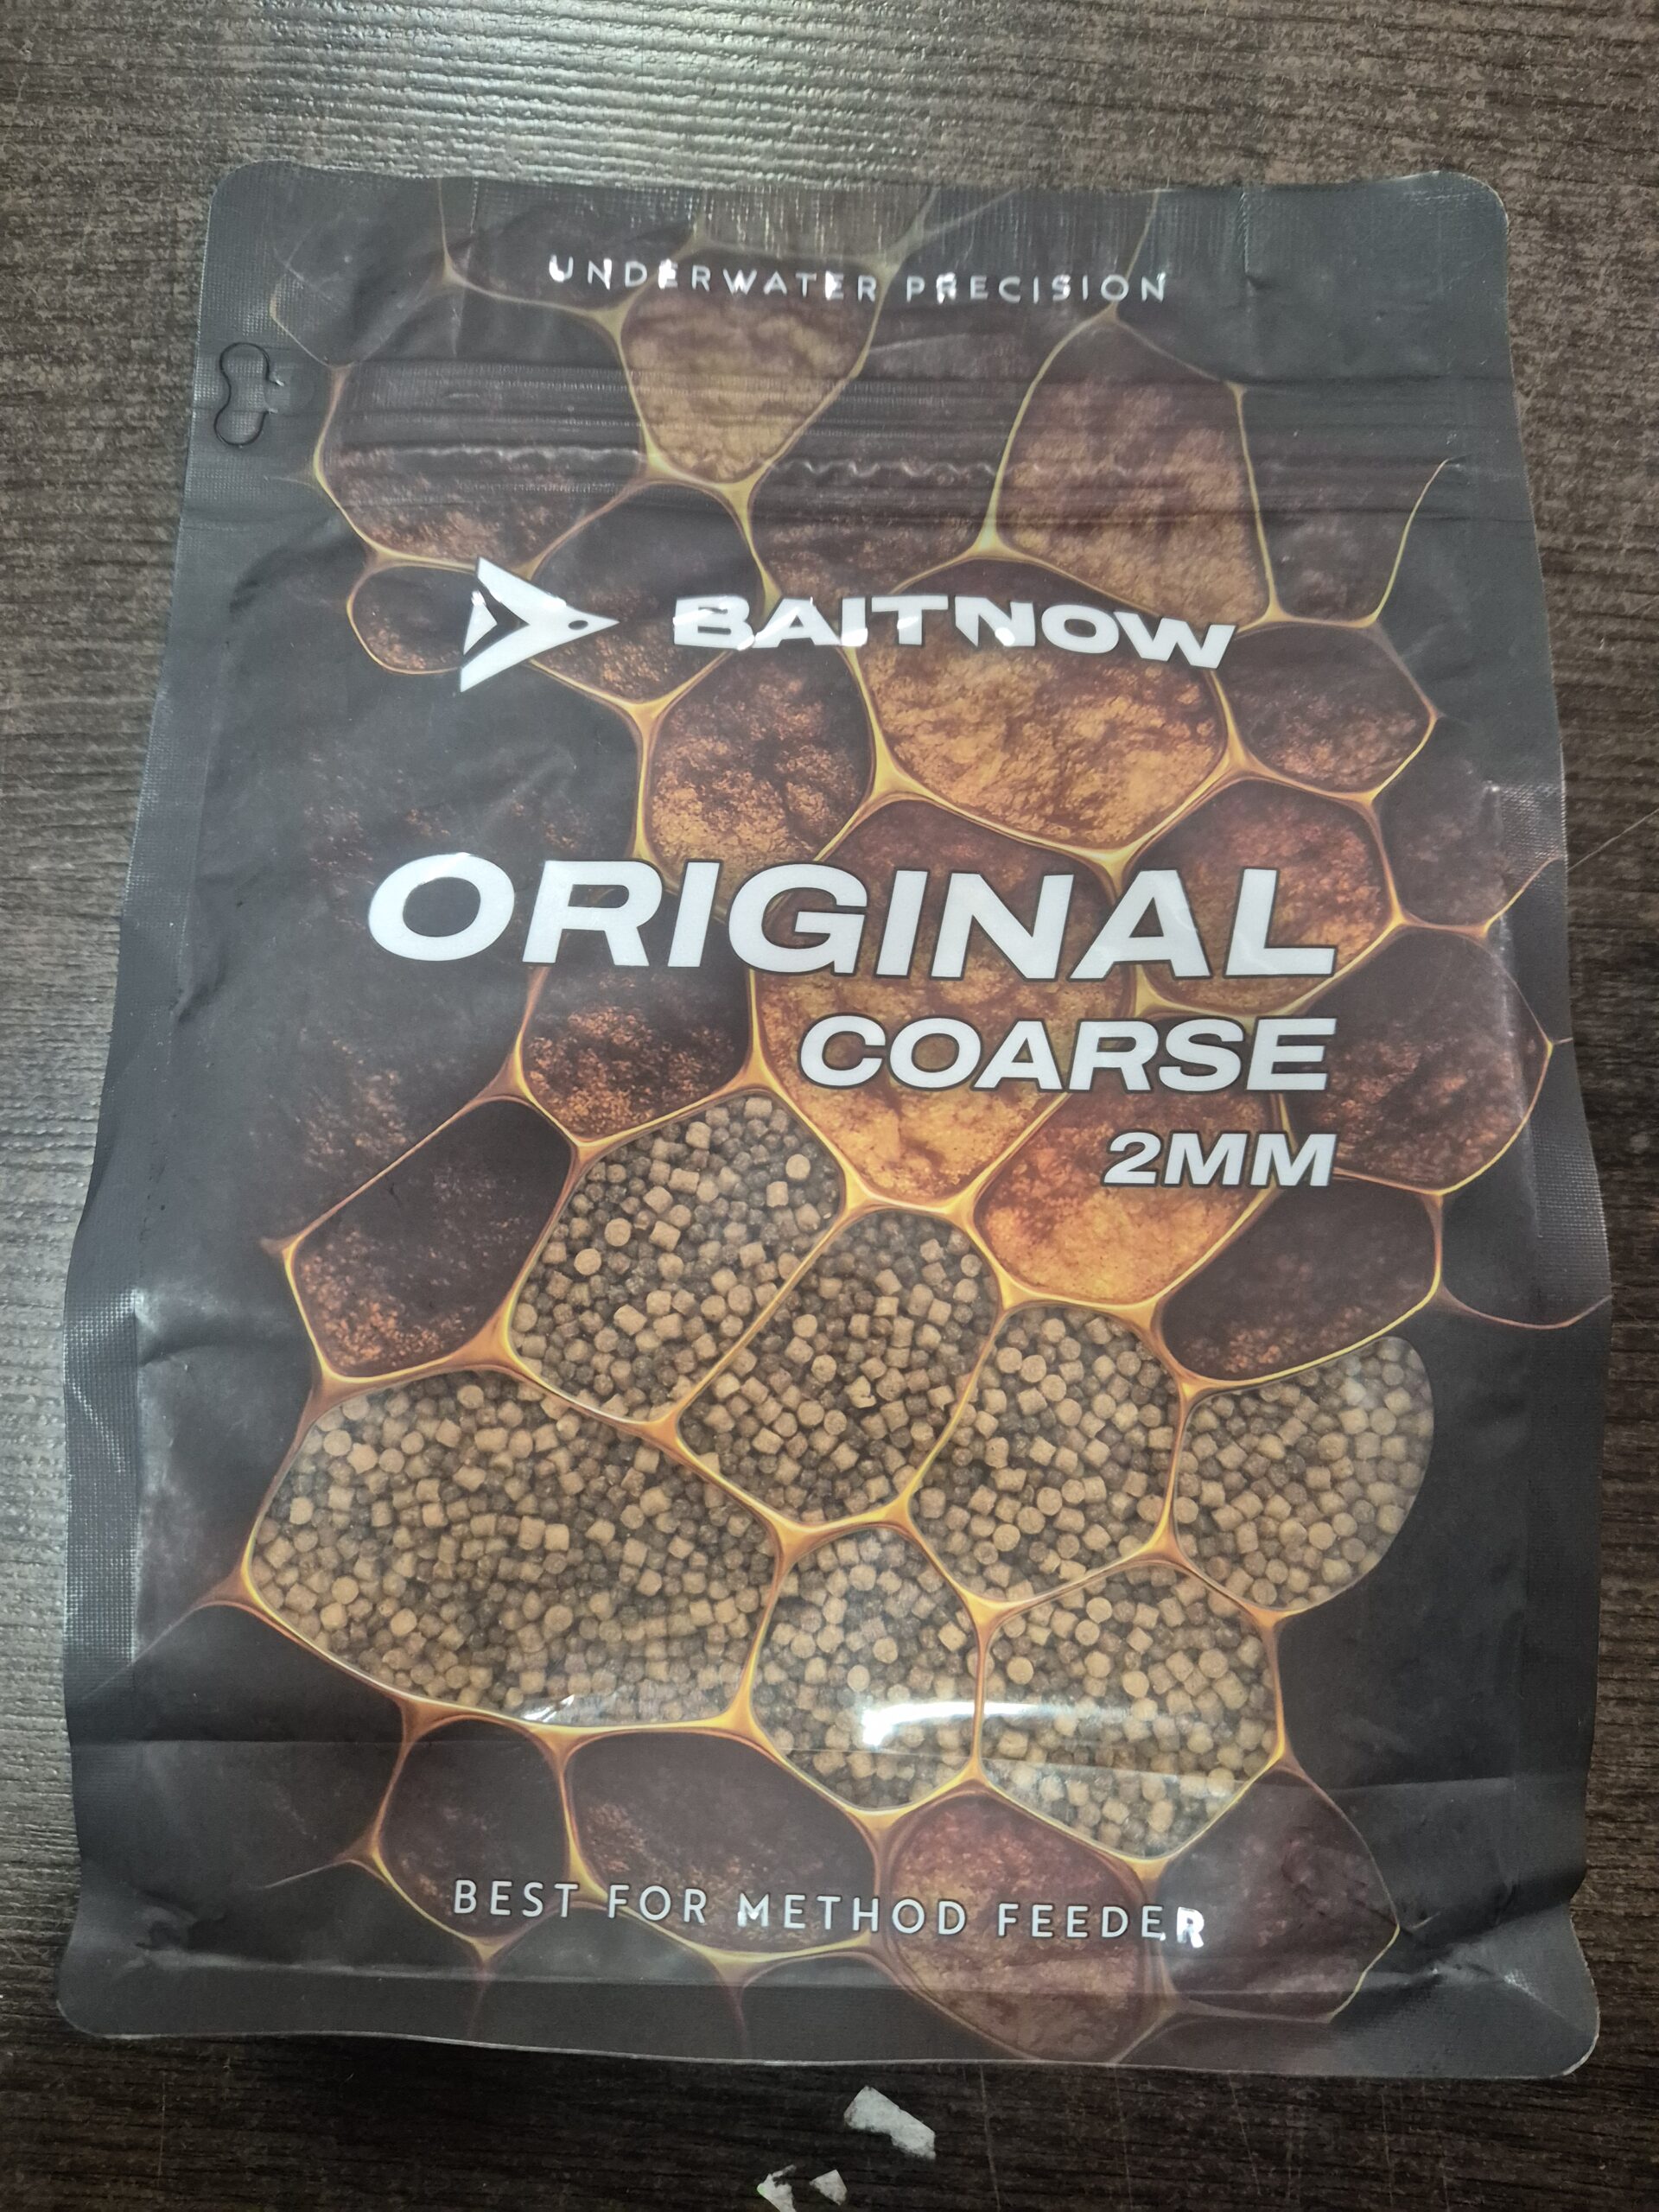 UNDERWATER PRECISION
BAITNOW
ORIGINAL
COARSE
2MM
BEST FOR METHOD FEEDER